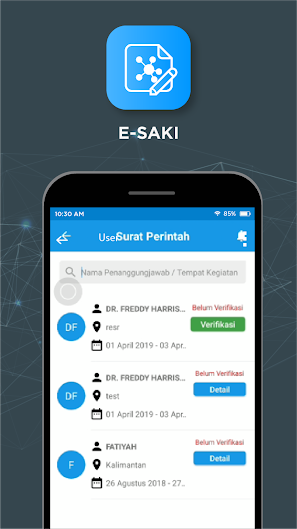 E-SAKI
10:30 AM 85%
UserSurat Perintah
Nama Penanggungjawab / Tempat Kegiatan
Belum Verifikasi
DR. FREDDY HARRIS...
DF resr Verifikasi
01 April 2019 - 03 Apr..
Belum Verifikasi
DR. FREDDY HARRIS...
DF test Detail
01 April 2019 - 03 Apr..
Belum Verifikasi
FATIYAH
F Kalimantan Detail
26 Agustus 2018 - 27..